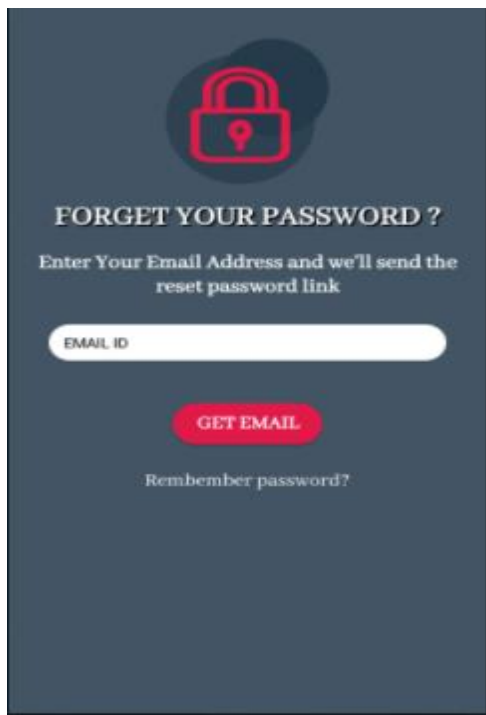 FORGET YOUR PASSWORD ?
Enter Your Email Address and we'll send the
reset password link
EMAIL ID
GET EMAIL
Rembember password?